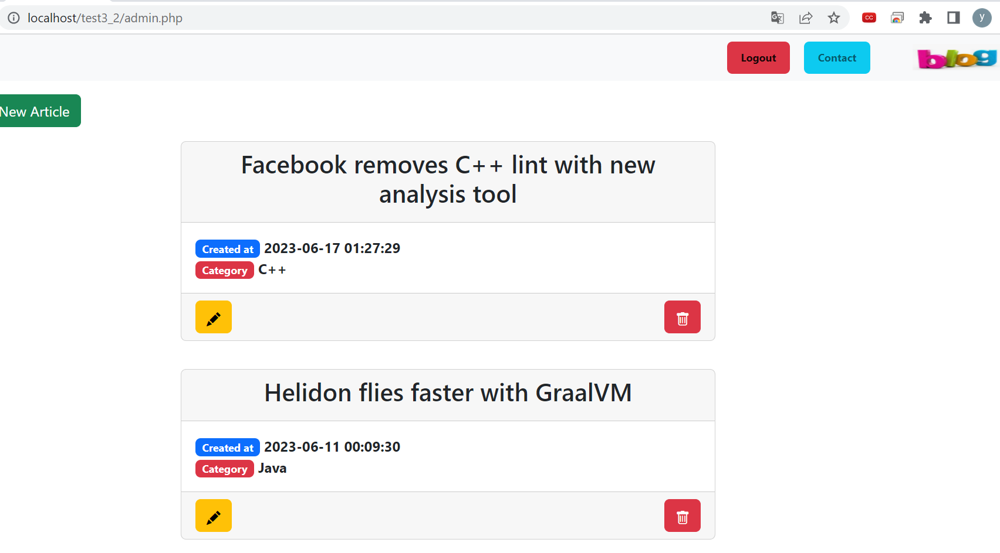 localhost/test3_2/admin.php
CC
y
Logout
Contact
blog
New Article
Facebook removes C++ lint with new
analysis tool
Created at 2023-06-17 01:27:29
Category C++
Helidon flies faster with GraalVM
Created at 2023-06-11 00:09:30
Category Java